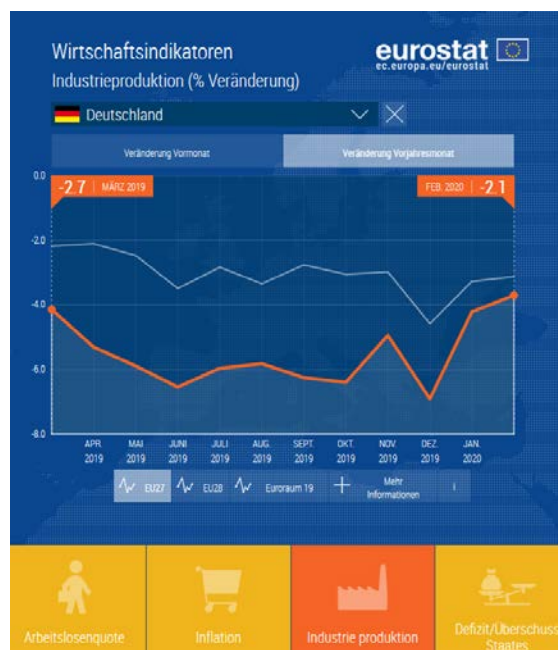 Wirtschaftsindikatoren
eurostat
ec.europa.eu/eurostat
Industrieproduktion (% Veränderung)
Deutschland
Veränderung Vormonat
Veränderung Vorjahresmonat
0.0
-2.7 | MÄRZ 2019
FEB. 2020 | -2.1
-2.0
-4.0
-6.0
-8.0
APR. 2019
MAI 2019
JUNI 2019
JULI 2019
AUG. 2019
SEPT. 2019
OKT. 2019
NOV. 2019
DEZ. 2019
JAN. 2020
EU27
EU28
Euroraum 19
Mehr Informationen
i
Arbeitslosenquote
Inflation
Industrie produktion
Defizit/Überschuss
Staates